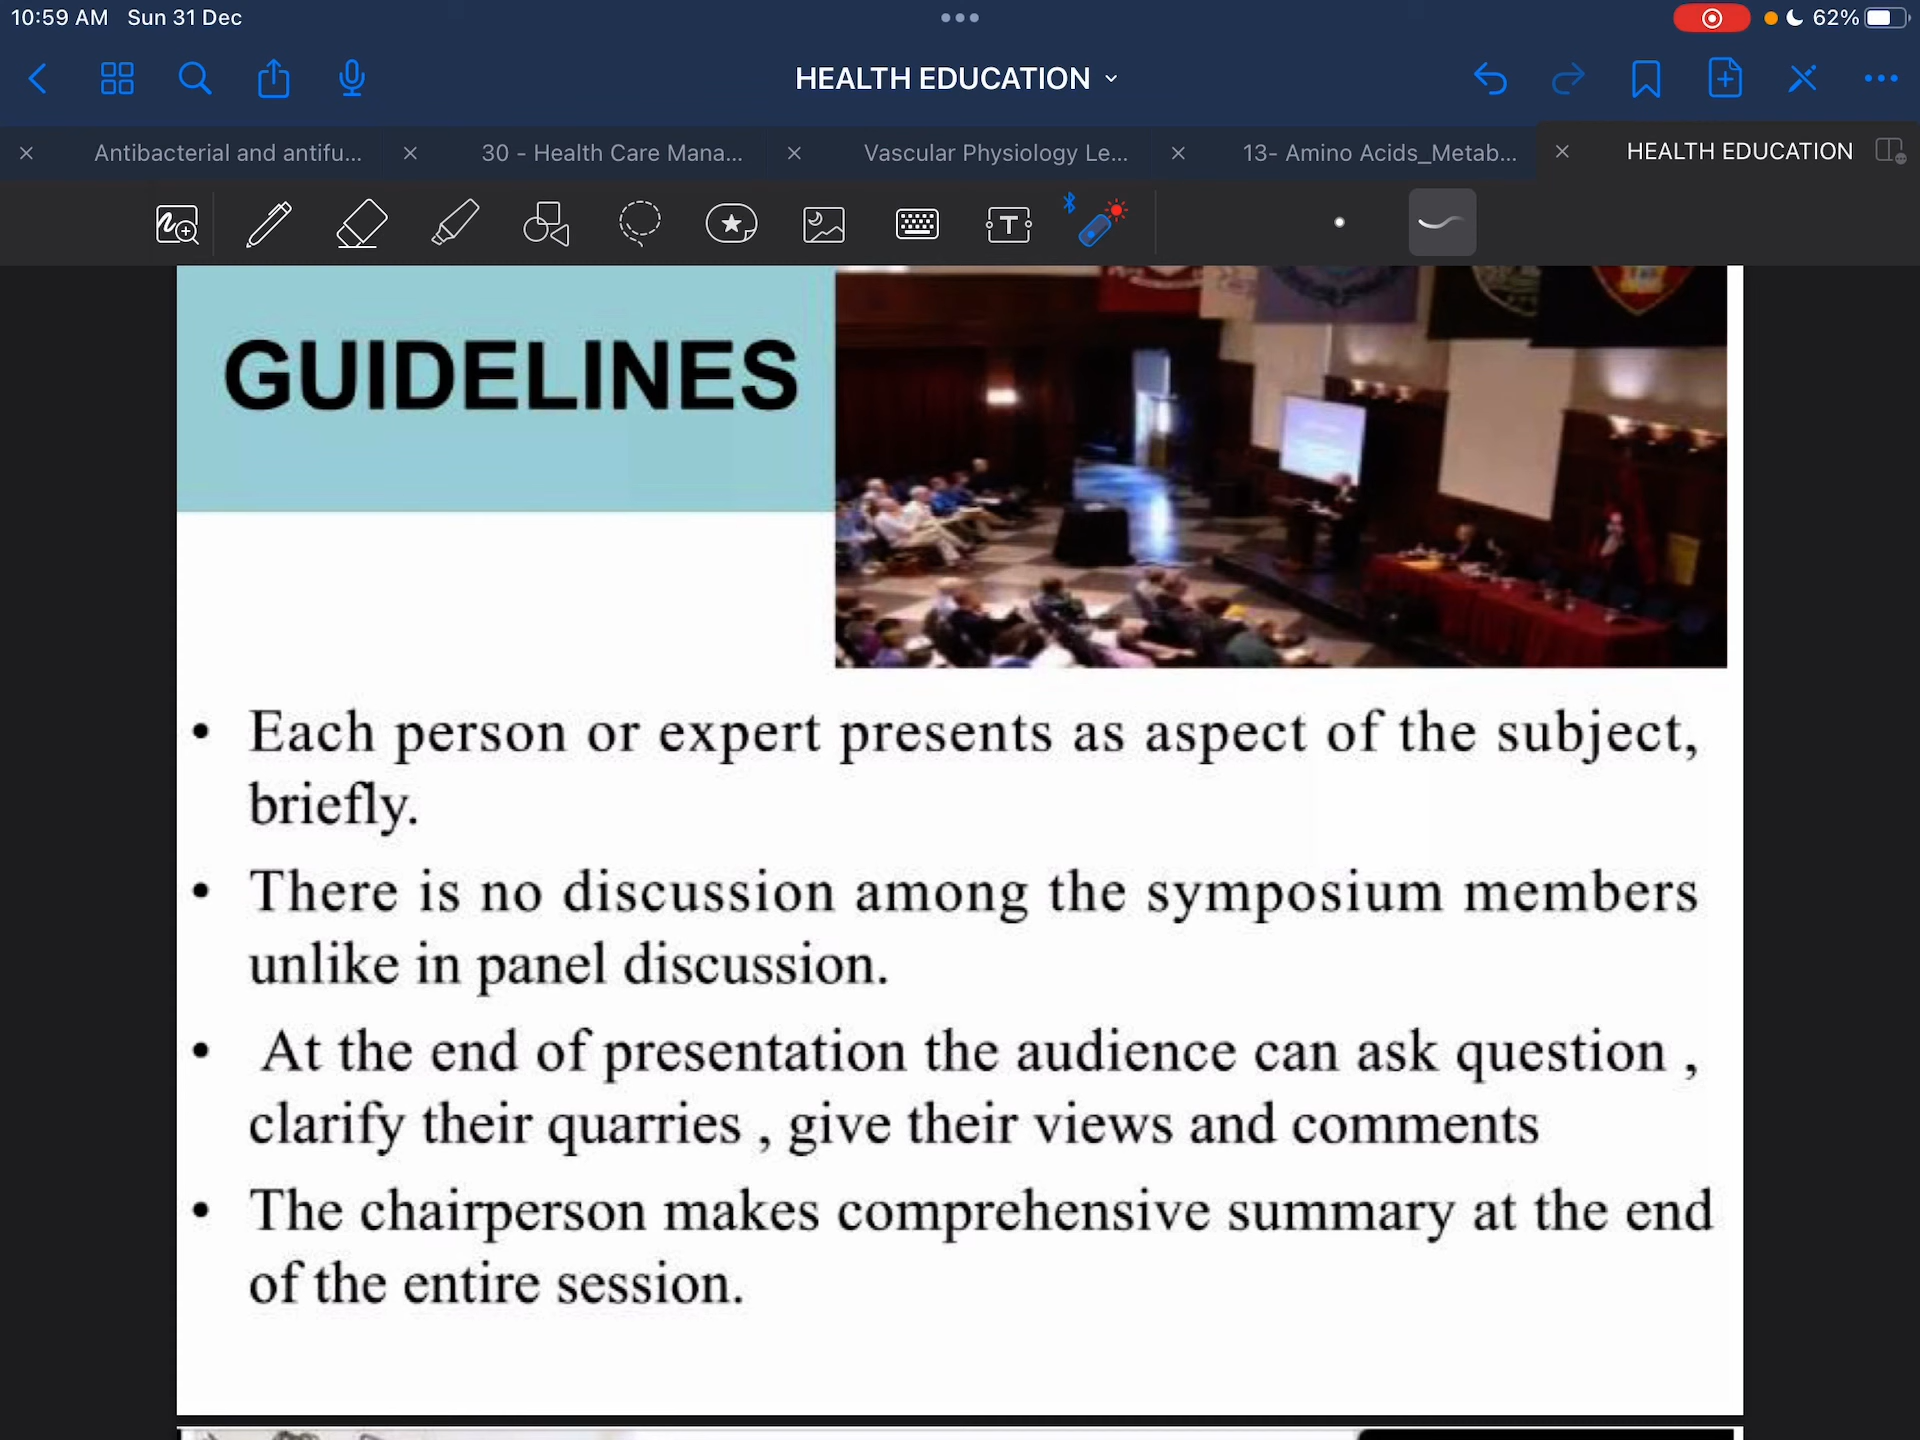 10:59 AM Sun 31 Dec
62%
HEALTH EDUCATION
Antibacterial and antifu...
30 - Health Care Mana...
Vascular Physiology Le...
13- Amino Acids_Metab...
HEALTH EDUCATION
T
GUIDELINES
• Each person or expert presents as aspect of the subject,
briefly.
• There is no discussion among the symposium members
unlike in panel discussion.
• At the end of presentation the audience can ask question ,
clarify their quarries , give their views and comments
• The chairperson makes comprehensive summary at the end
of the entire session.